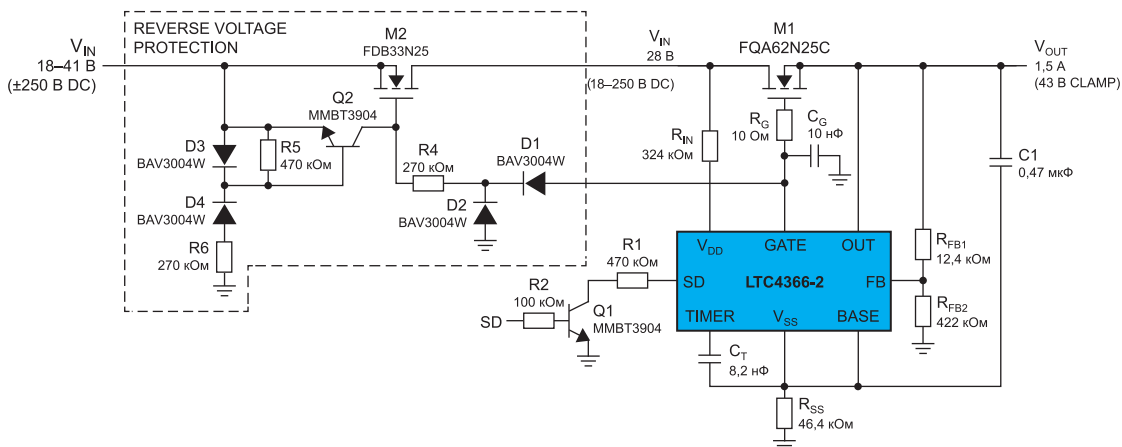 REVERSE VOLTAGE
PROTECTION
V_IN
18–41 В
(±250 В DC)
M2
FDB33N25
Q2
MMBT3904
D3
BAV3004W
R5
470 кОм
D4
BAV3004W
R6
270 кОм
R4
270 кОм
D1
BAV3004W
D2
BAV3004W
V_IN
28 В
(18–250 В DC)
M1
FQA62N25C
V_OUT
1,5 А
(43 В CLAMP)
R_IN
324 кОм
R_G
10 Ом
C_G
10 нФ
C1
0,47 мкФ
R_FB1
12,4 кОм
R_FB2
422 кОм
V_DD
GATE
OUT
SD
LTC4366-2
FB
TIMER
V_SS
BASE
R1
470 кОм
R2
100 кОм
SD
Q1
MMBT3904
C_T
8,2 нФ
R_SS
46,4 кОм